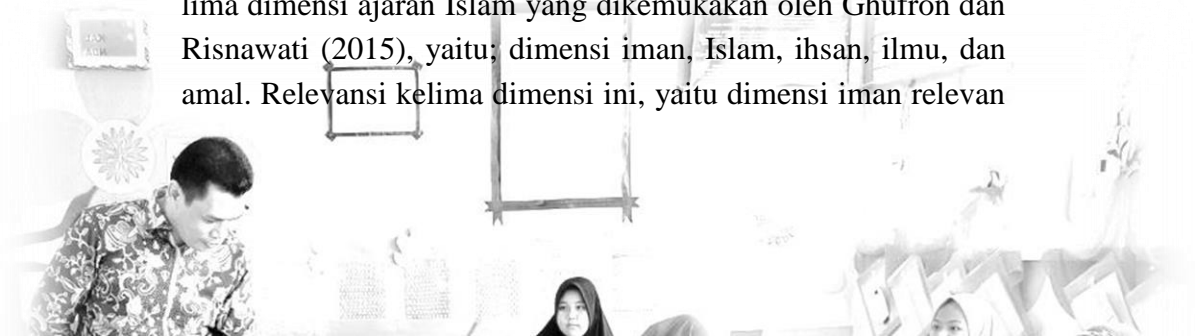 lima dimensi ajaran Islam yang dikemukakan oleh Ghufron dan
Risnawati (2015), yaitu; dimensi iman, Islam, ihsan, ilmu, dan
amal. Relevansi kelima dimensi ini, yaitu dimensi iman relevan